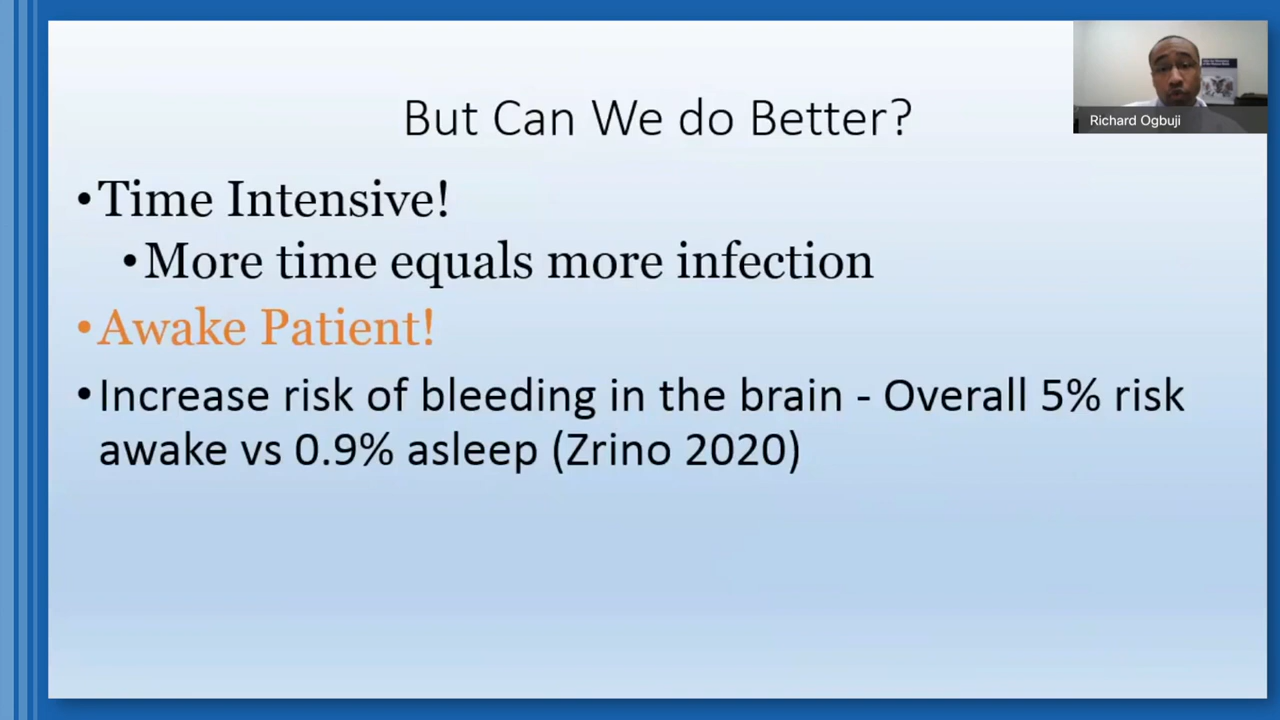 But Can We do Better?
Richard Ogbuji
•Time Intensive!
•More time equals more infection
•Awake Patient!
•Increase risk of bleeding in the brain - Overall 5% risk
awake vs 0.9% asleep (Zrino 2020)